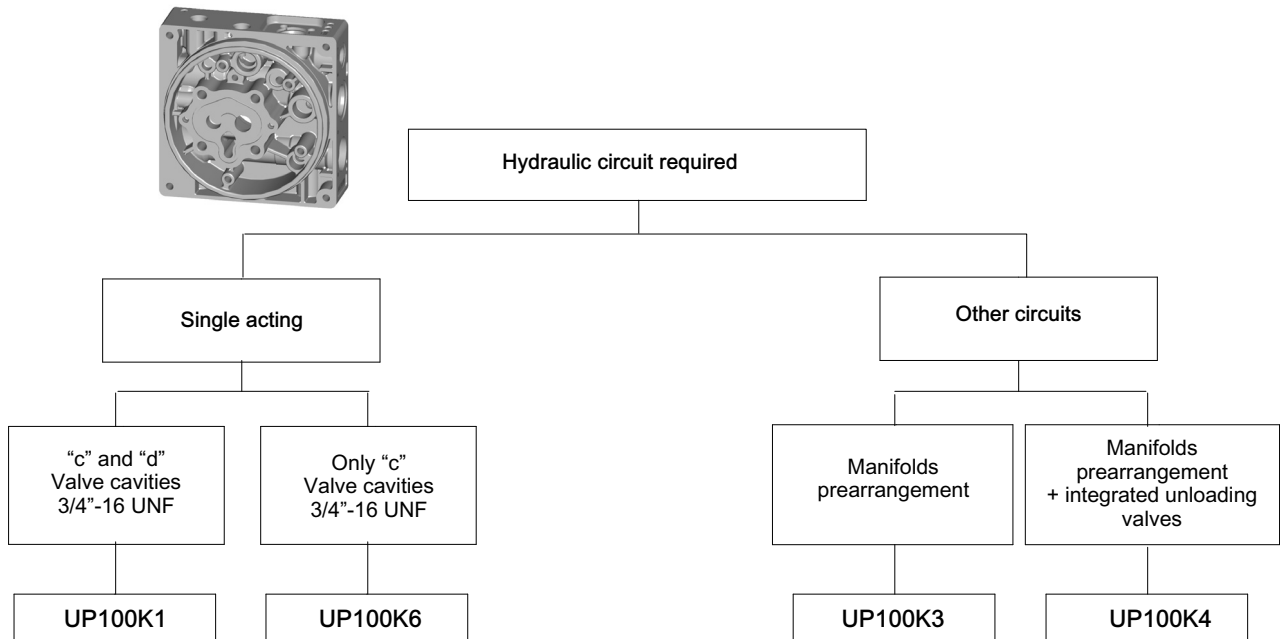 Hydraulic circuit required
Single acting
Other circuits
“c” and “d”
Valve cavities
3/4”-16 UNF
Only “c”
Valve cavities
3/4”-16 UNF
Manifolds
prearrangement
Manifolds
prearrangement
+ integrated unloading
valves
UP100K1
UP100K6
UP100K3
UP100K4